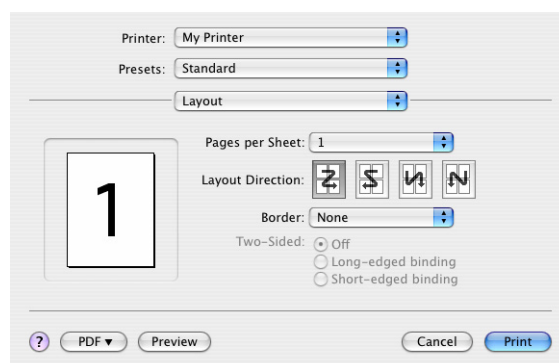 Printer: My Printer
Presets: Standard
Layout
Pages per Sheet: 1
Layout Direction:
Border: None
Two-Sided: Off
Long-edged binding
Short-edged binding
1
? PDF▼ Preview Cancel Print